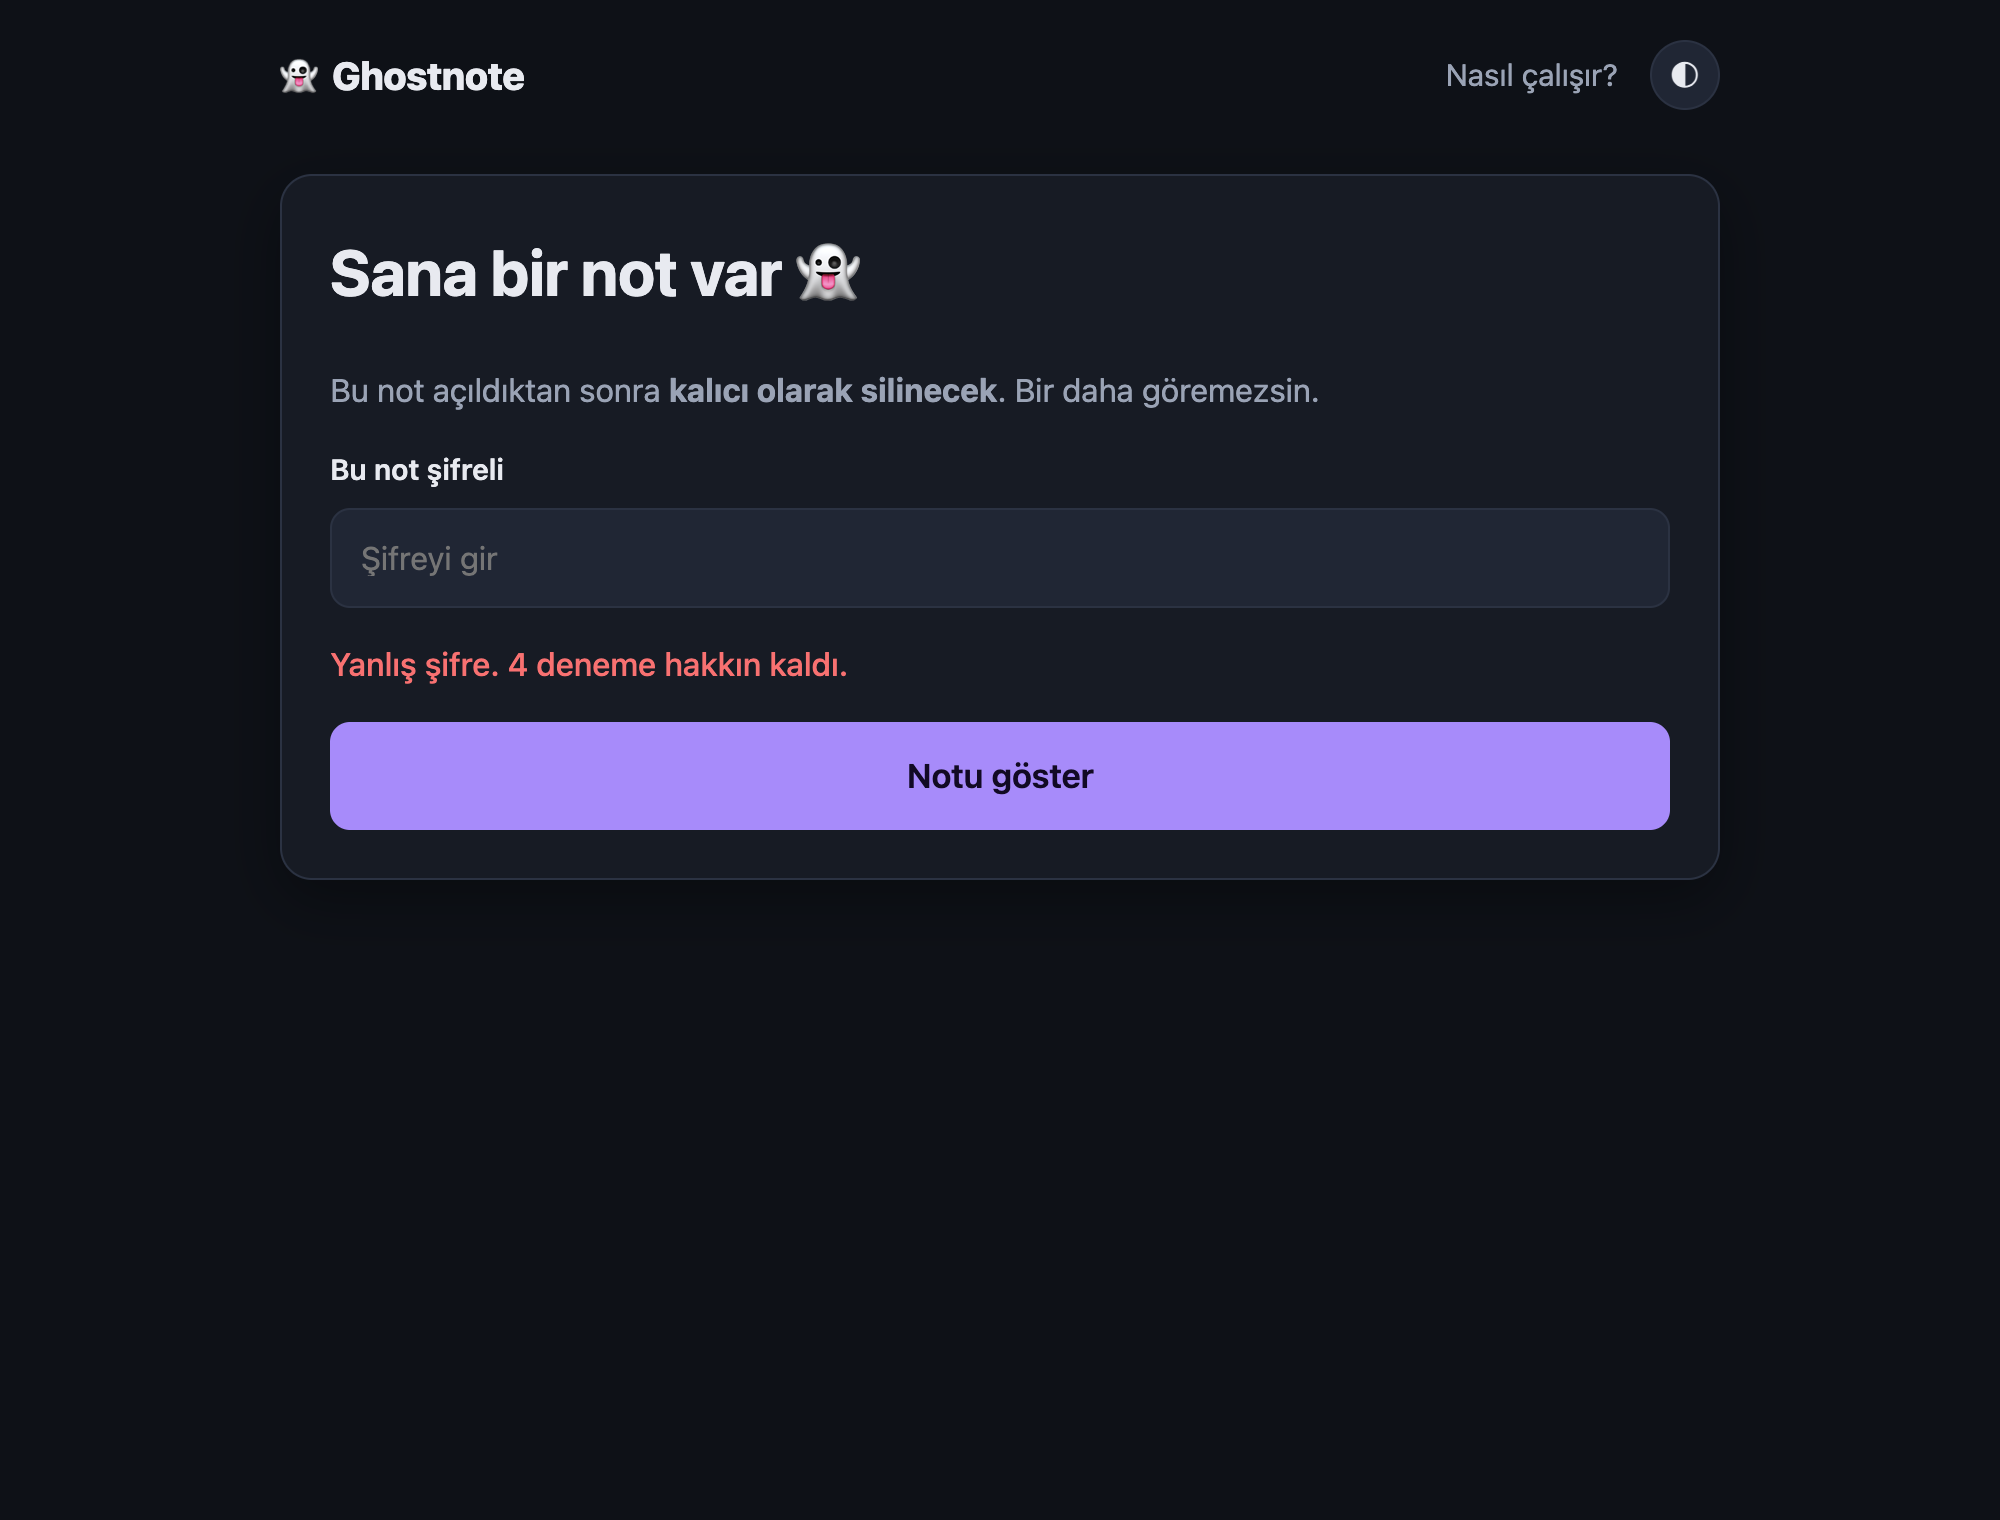 👻 Ghostnote
Nasıl çalışır?
Sana bir not var 👻
Bu not açıldıktan sonra kalıcı olarak silinecek. Bir daha göremezsin.
Bu not şifreli
Şifreyi gir
Yanlış şifre. 4 deneme hakkın kaldı.
Notu göster